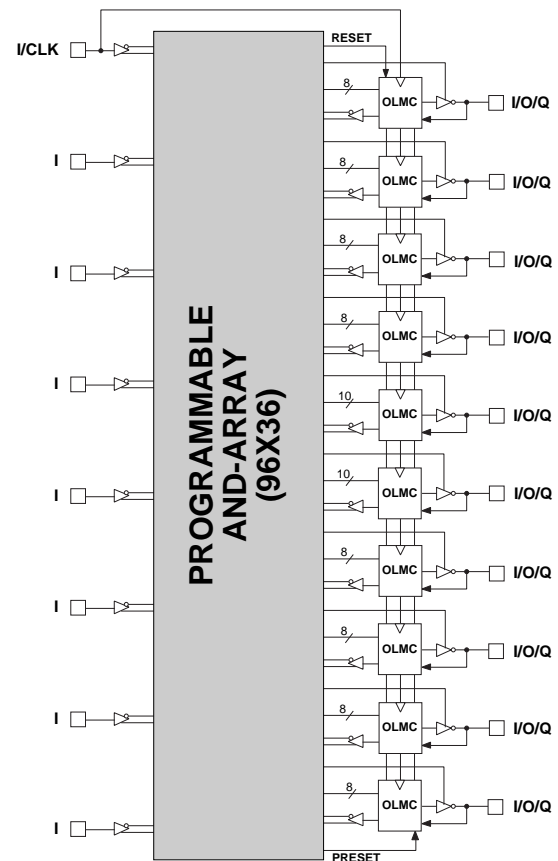 RESET
I/CLK
8
OLMC
I/O/Q
I
8
OLMC
I/O/Q
I
8
OLMC
I/O/Q
8
OLMC
I/O/Q
I
10
OLMC
I/O/Q
PROGRAMMABLE
AND-ARRAY
(96X36)
I
10
OLMC
I/O/Q
8
OLMC
I/O/Q
I
8
OLMC
I/O/Q
I
8
OLMC
I/O/Q
8
OLMC
I/O/Q
I
PRESET